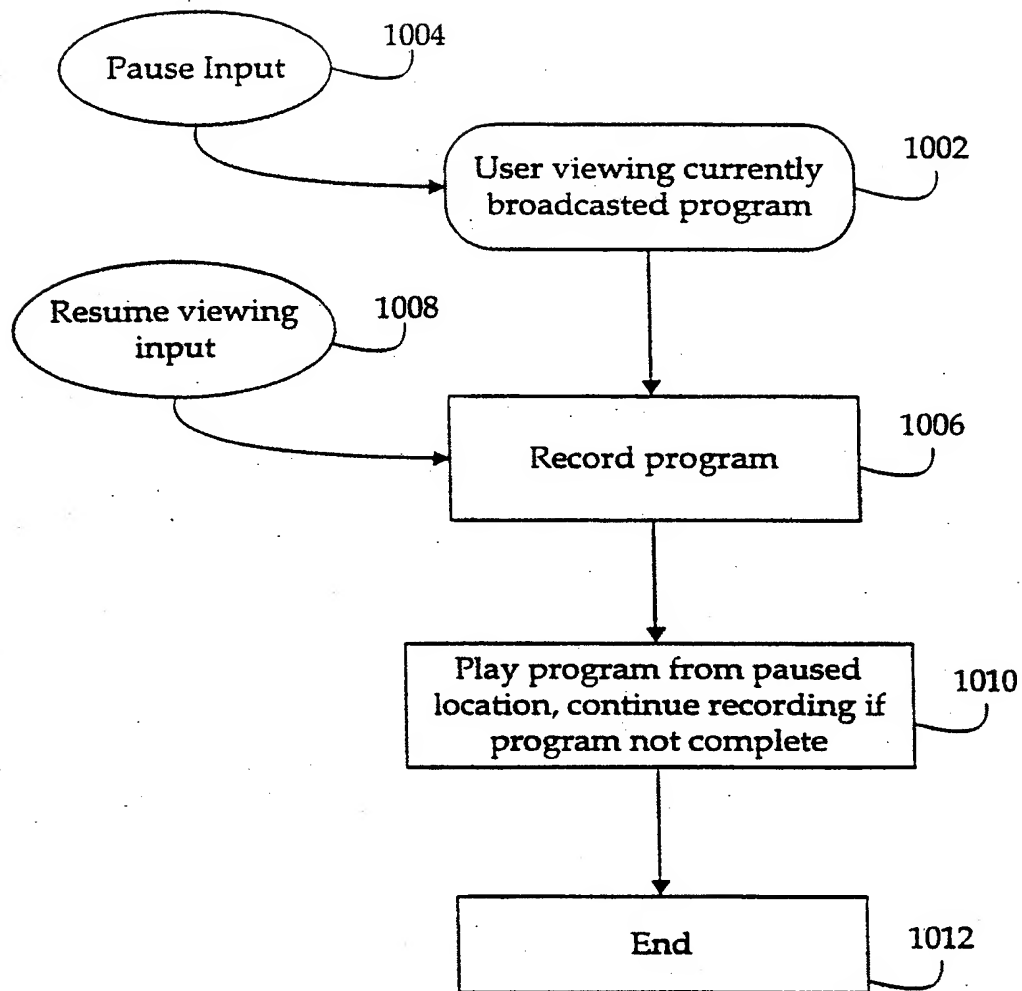 1004
Pause Input
1002
User viewing currently
broadcasted program
1008
Resume viewing
input
1006
Record program
1010
Play program from paused
location, continue recording if
program not complete
1012
End